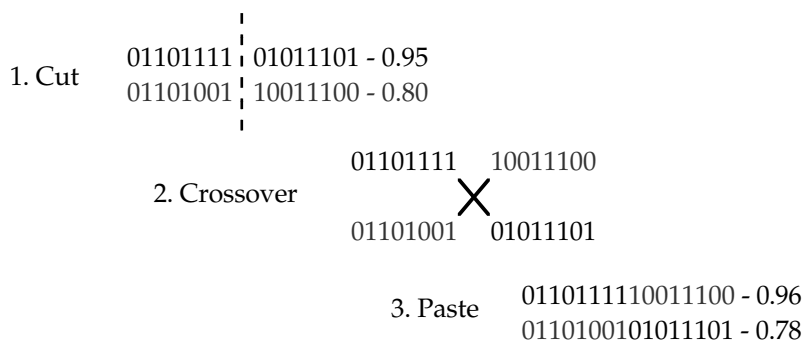 1. Cut
01101111 01011101 - 0.95
01101001 10011100 - 0.80
2. Crossover
01101111 10011100
01101001 01011101
3. Paste
0110111110011100 - 0.96
0110100101011101 - 0.78